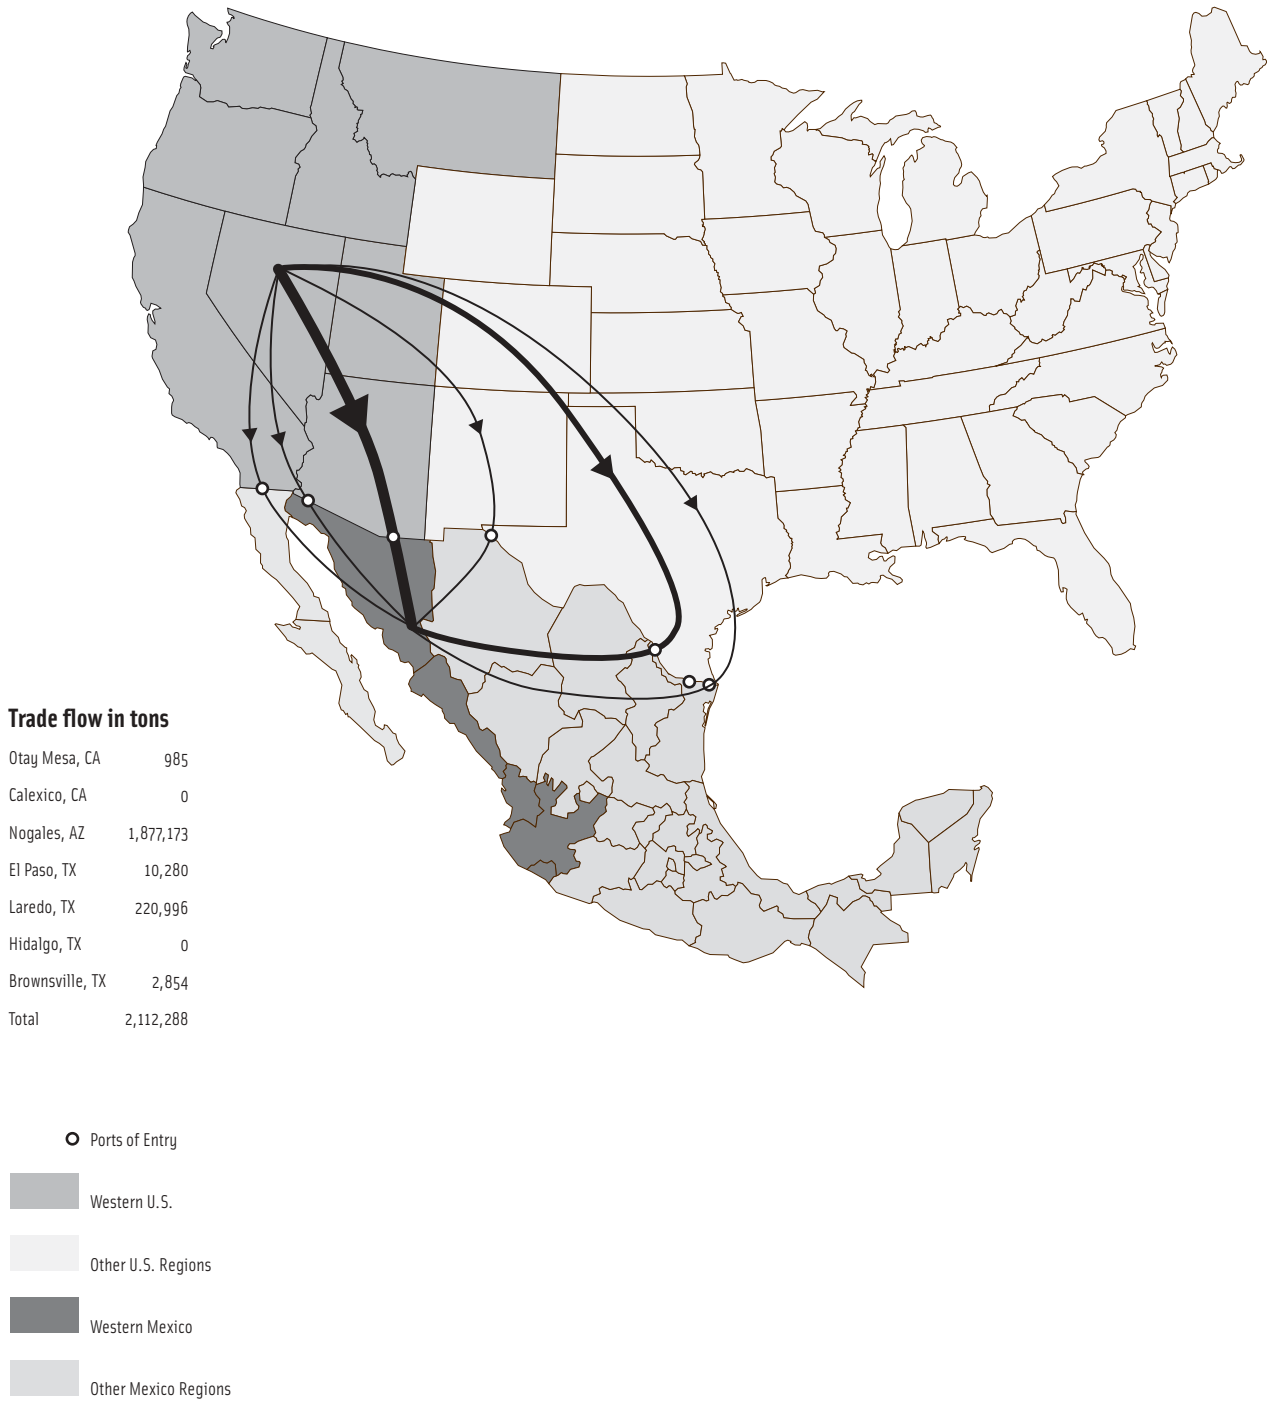 Trade flow in tons
Otay Mesa, CA 985
Calexico, CA 0
Nogales, AZ 1,877,173
El Paso, TX 10,280
Laredo, TX 220,996
Hidalgo, TX 0
Brownsville, TX 2,854
Total 2,112,288
Ports of Entry
Western U.S.
Other U.S. Regions
Western Mexico
Other Mexico Regions